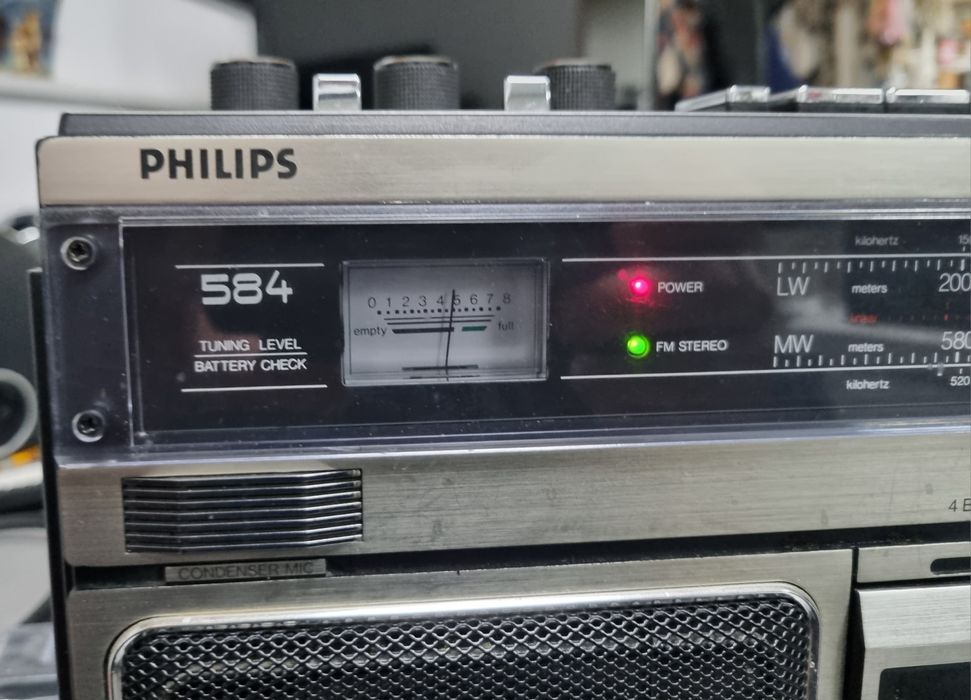 PHILIPS
584
TUNING LEVEL
BATTERY CHECK
0 1 2 3 4 5 6 7 8
empty full
POWER
FM STEREO
kilohertz
LW meters 200
MW meters 580
kilohertz 520
CONDENSER MIC